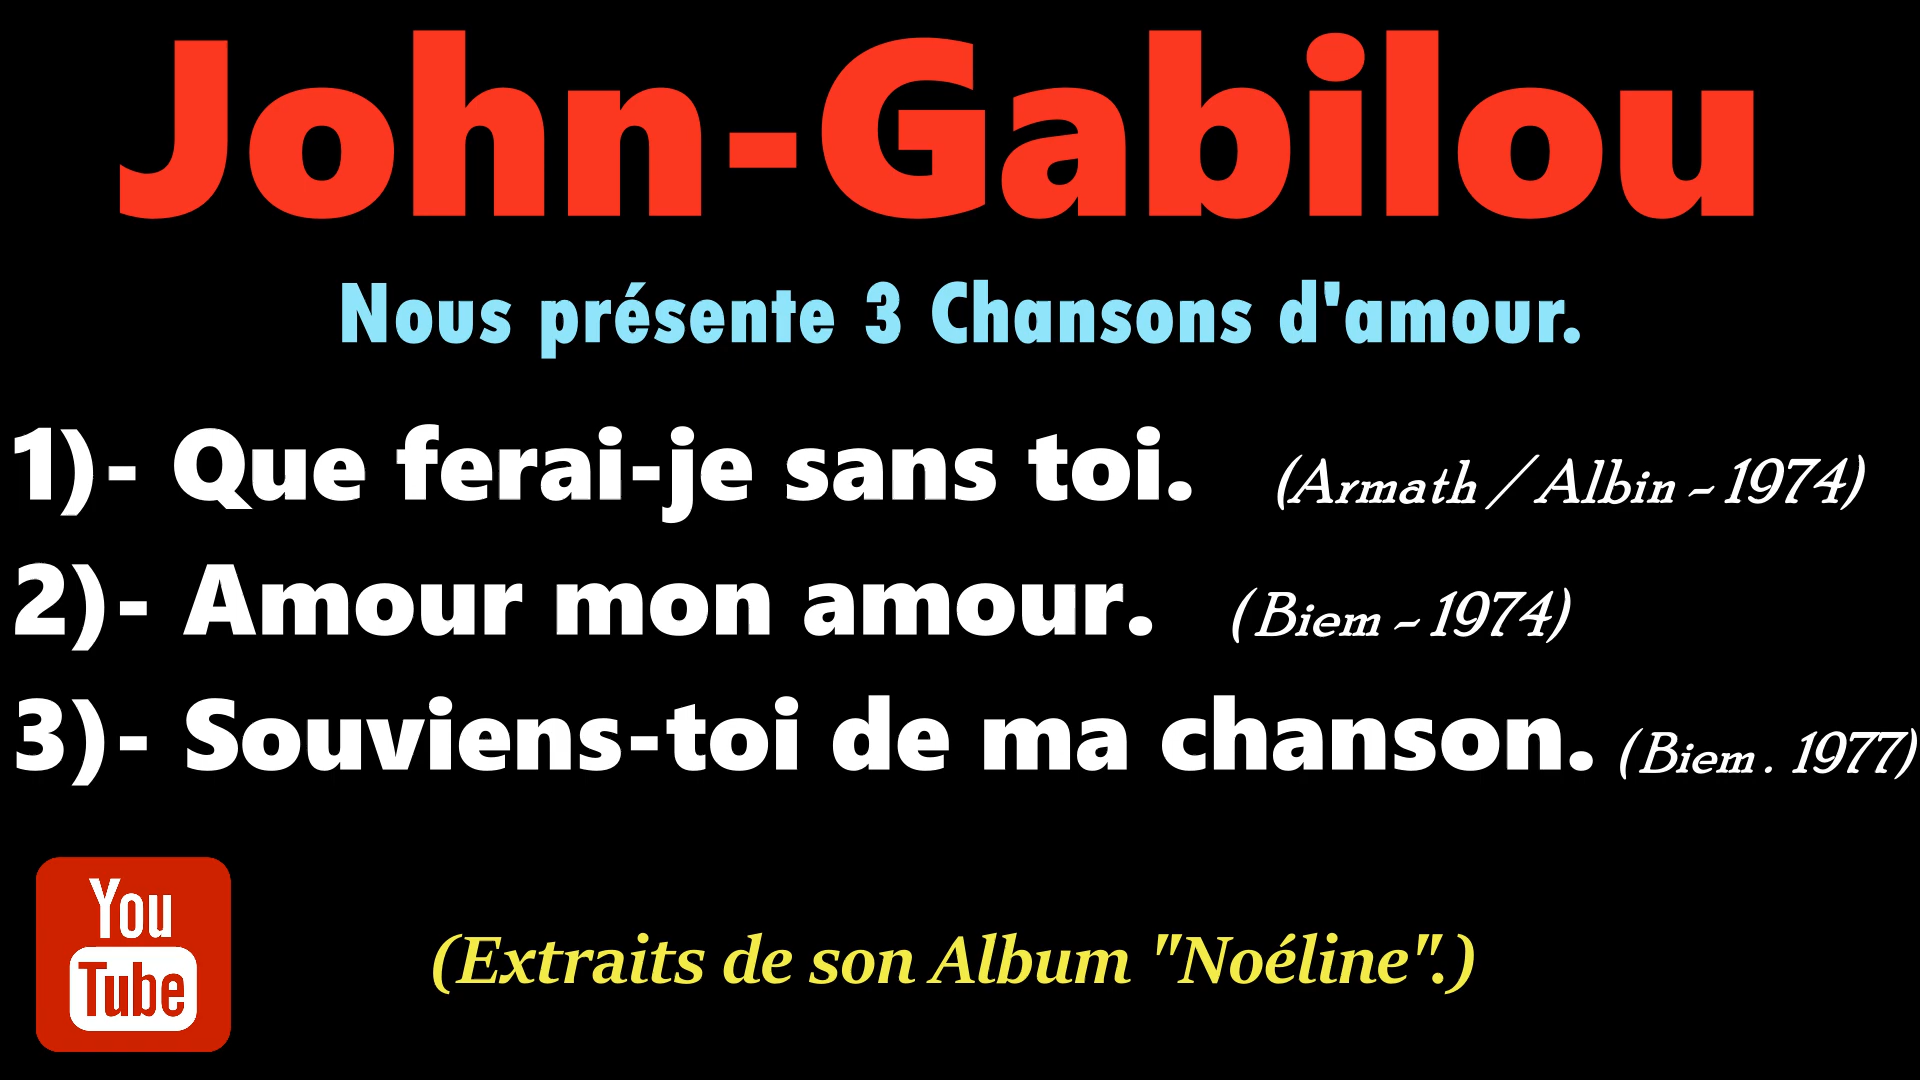 John-Gabilou
Nous présente 3 Chansons d'amour.
1)- Que ferai-je sans toi. (Armath / Albin - 1974)
2)- Amour mon amour. (Biem - 1974)
3)- Souviens-toi de ma chanson. (Biem. 1977)
You
Tube
(Extraits de son Album "Noéline".)